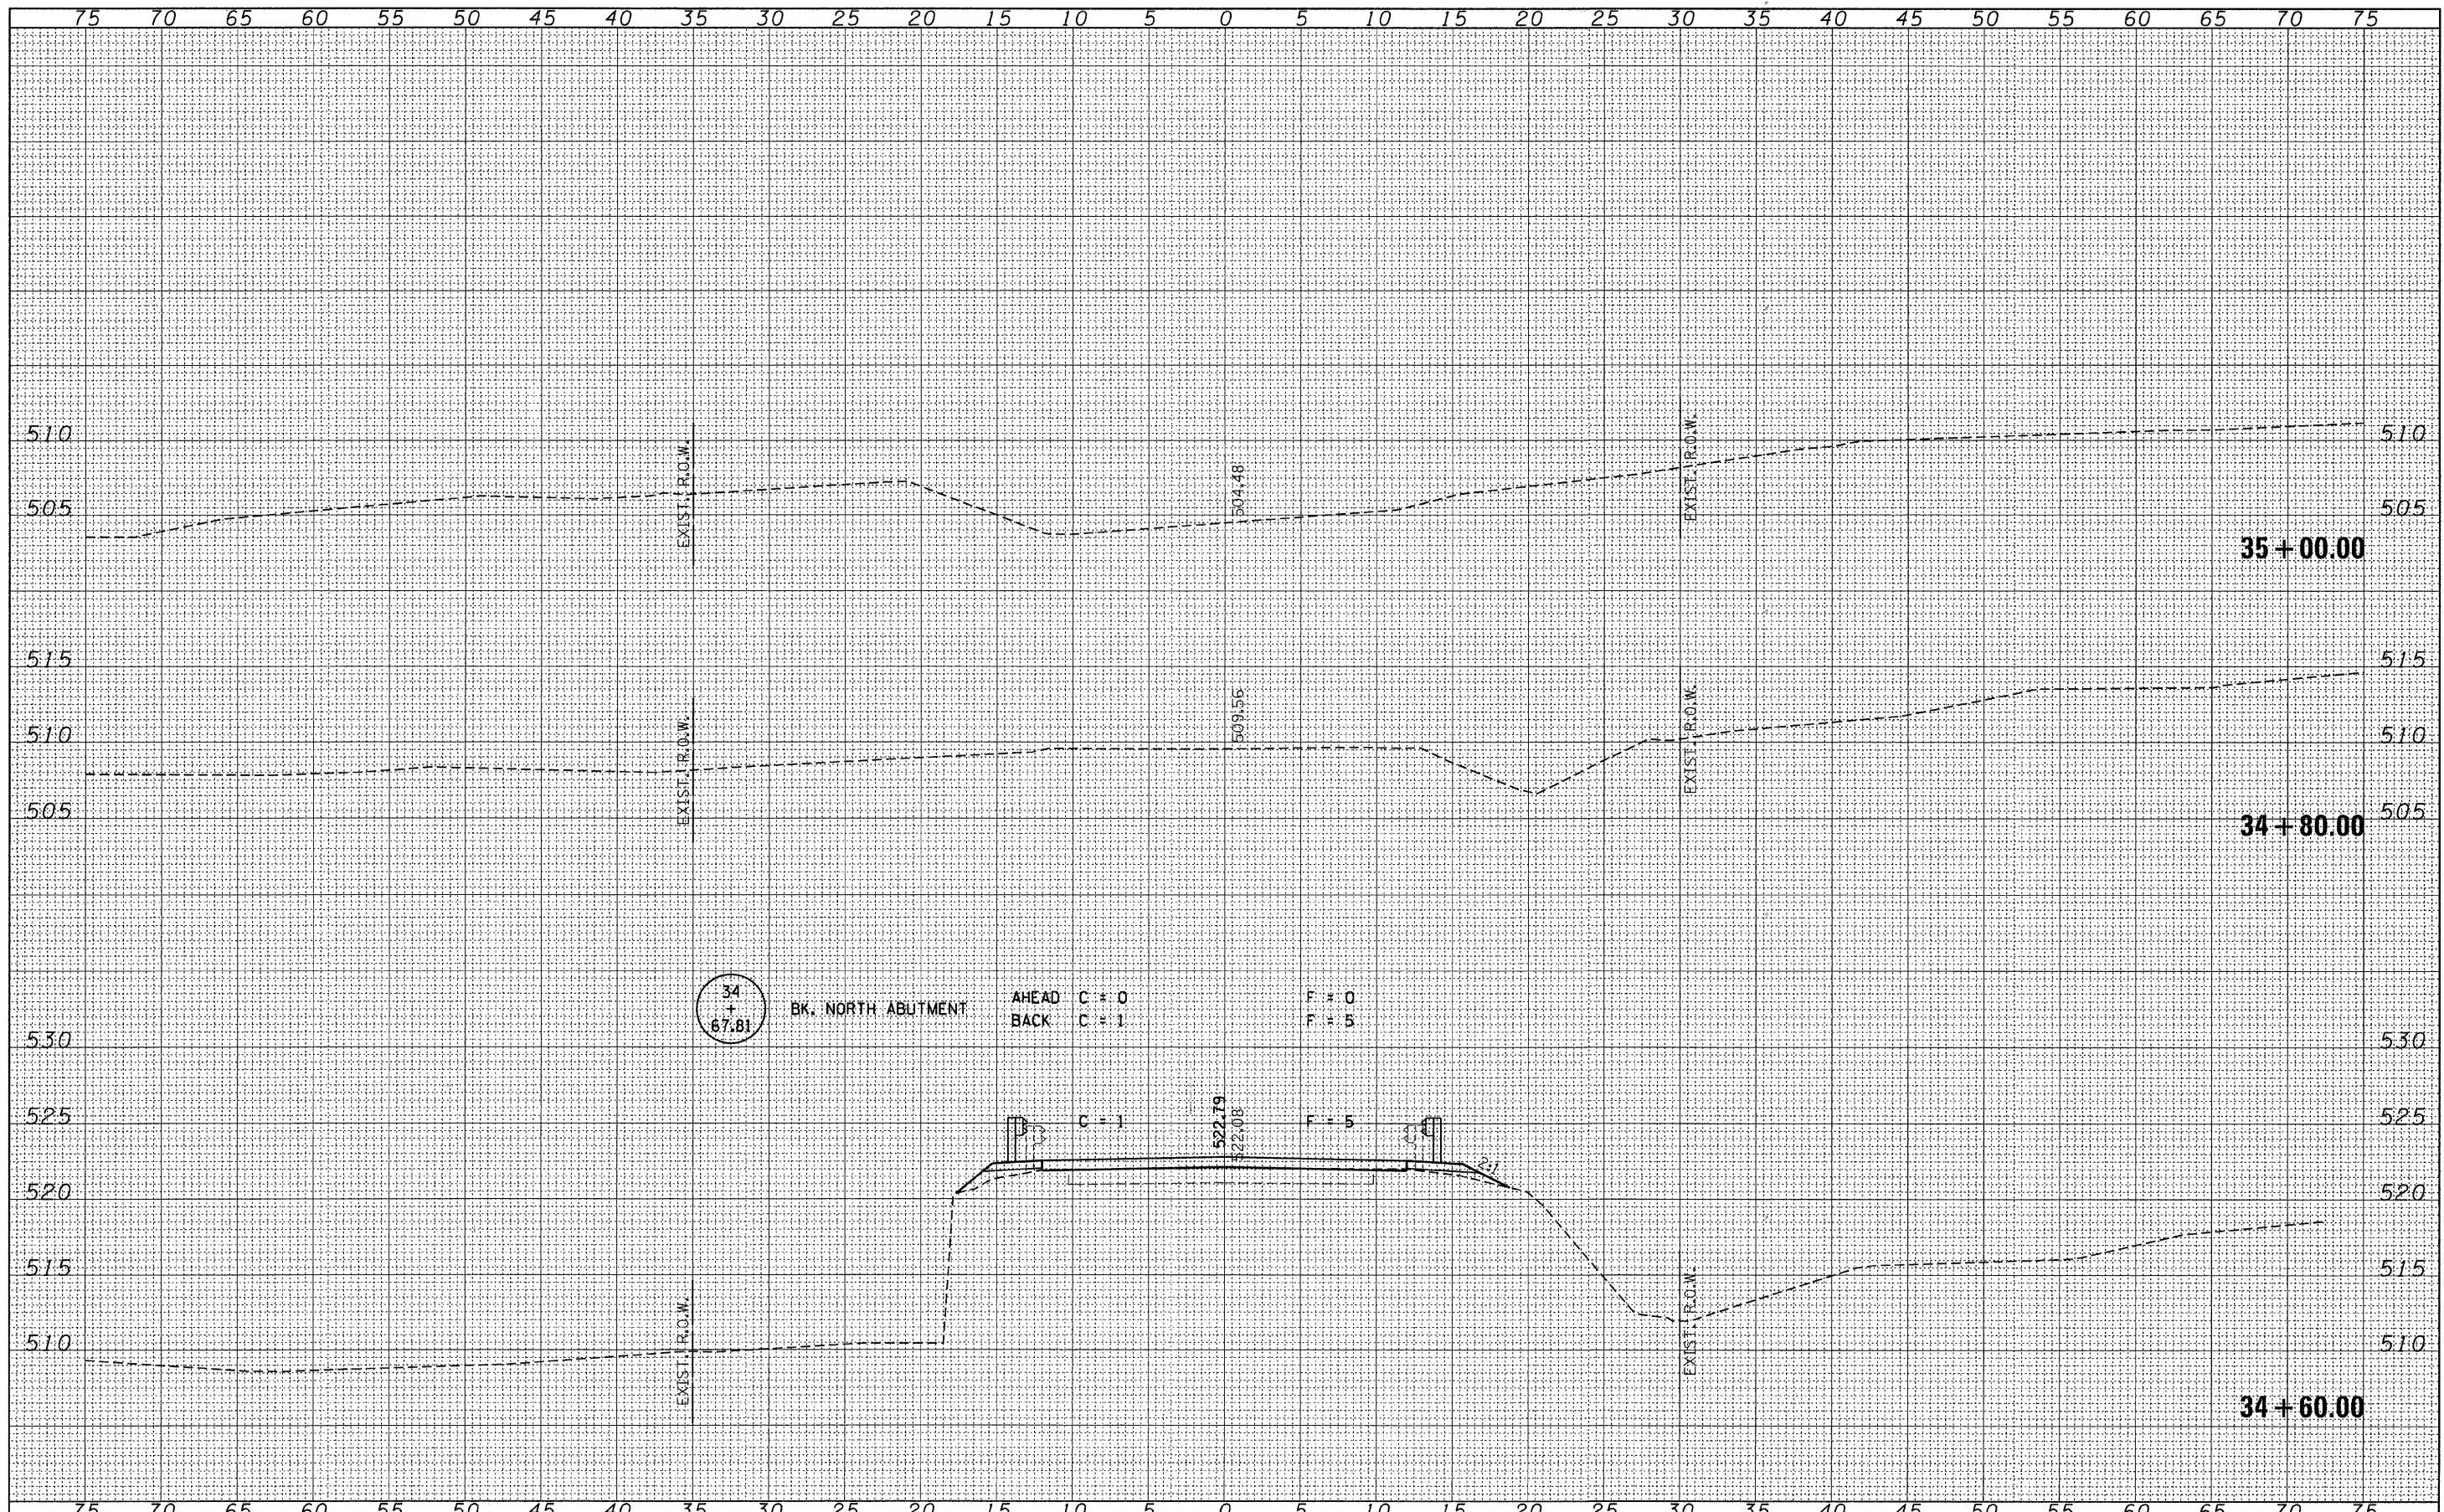 75 70 65 60 55 50 45 40 35 30 25 20 15 10 5 0 5 10 15 20 25 30 35 40 45 50 55 60 65 70 75
510 510
EXIST. R.O.W.
504.48
EXIST. R.O.W.
505 505
35 + 00.00
515 515
EXIST. R.O.W.
509.56
EXIST. R.O.W.
510 510
505 505
34 + 80.00
34 + 67.81
BK. NORTH ABUTMENT
AHEAD C = 0 F = 0
BACK C = 1 F = 5
530 530
525 525
C = 1 F = 5
522.79
522.08
2:1
520 520
515 515
EXIST. R.O.W.
EXIST. R.O.W.
510 510
34 + 60.00
75 70 65 60 55 50 45 40 35 30 25 20 15 10 5 0 5 10 15 20 25 30 35 40 45 50 55 60 65 70 75